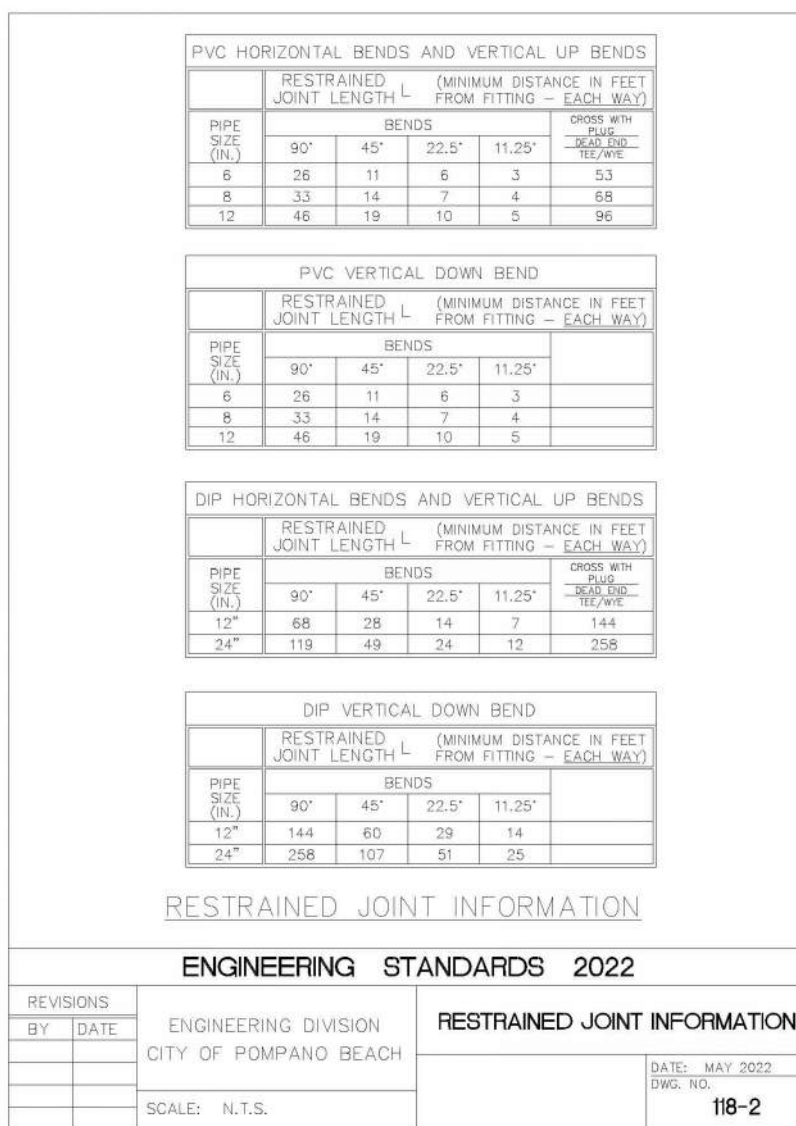 PVC HORIZONTAL BENDS AND VERTICAL UP BENDS
RESTRAINED JOINT LENGTH L (MINIMUM DISTANCE IN FEET FROM FITTING – EACH WAY)
PIPE SIZE (IN.) BENDS CROSS WITH PLUG DEAD END TEE/WYE
90° 45° 22.5° 11.25°
6 26 11 6 3 53
8 33 14 7 4 68
12 46 19 10 5 96
PVC VERTICAL DOWN BEND
RESTRAINED JOINT LENGTH L (MINIMUM DISTANCE IN FEET FROM FITTING – EACH WAY)
PIPE SIZE (IN.) BENDS
90° 45° 22.5° 11.25°
6 26 11 6 3
8 33 14 7 4
12 46 19 10 5
DIP HORIZONTAL BENDS AND VERTICAL UP BENDS
RESTRAINED JOINT LENGTH L (MINIMUM DISTANCE IN FEET FROM FITTING – EACH WAY)
PIPE SIZE (IN.) BENDS CROSS WITH PLUG DEAD END TEE/WYE
90° 45° 22.5° 11.25°
12" 68 28 14 7 144
24" 119 49 24 12 258
DIP VERTICAL DOWN BEND
RESTRAINED JOINT LENGTH L (MINIMUM DISTANCE IN FEET FROM FITTING – EACH WAY)
PIPE SIZE (IN.) BENDS
90° 45° 22.5° 11.25°
12" 144 60 29 14
24" 258 107 51 25
RESTRAINED JOINT INFORMATION
ENGINEERING STANDARDS 2022
REVISIONS
BY DATE
ENGINEERING DIVISION
CITY OF POMPANO BEACH
SCALE: N.T.S.
RESTRAINED JOINT INFORMATION
DATE: MAY 2022
DWG. NO.
118-2